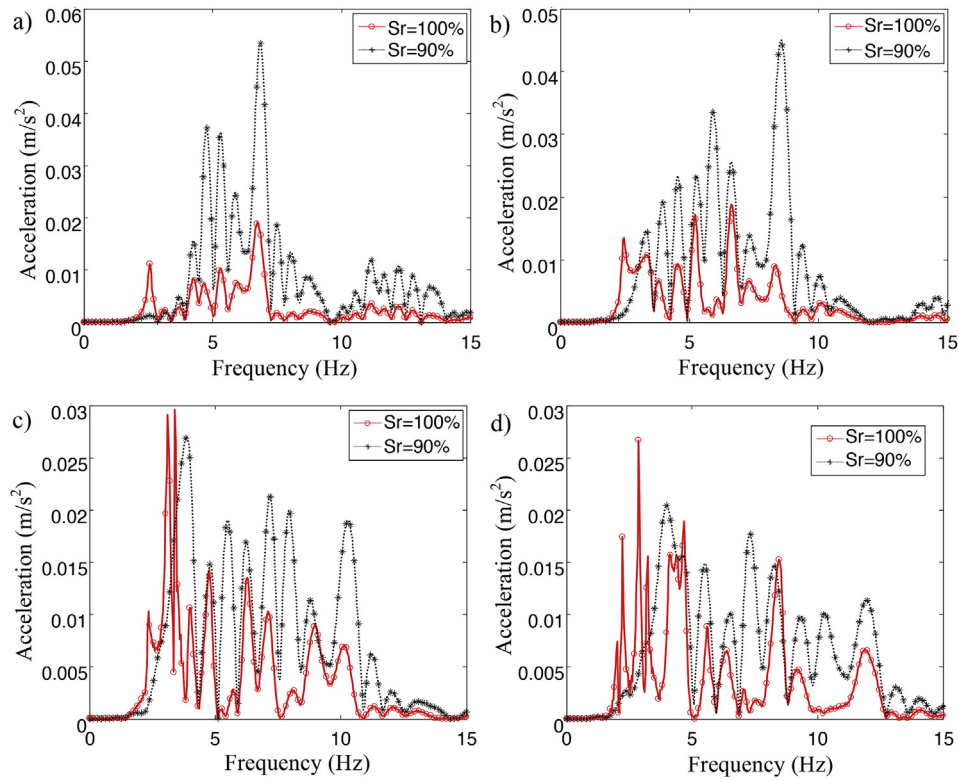 a)
0.06
0.05
0.04
0.03
0.02
0.01
0
Acceleration (m/s²)
Sr=100%
Sr=90%
0 5 10 15
Frequency (Hz)
b)
0.05
0.04
0.03
0.02
0.01
0
Acceleration (m/s²)
Sr=100%
Sr=90%
0 5 10 15
Frequency (Hz)
c)
0.03
0.025
0.02
0.015
0.01
0.005
0
Acceleration (m/s²)
Sr=100%
Sr=90%
0 5 10 15
Frequency (Hz)
d)
0.03
0.025
0.02
0.015
0.01
0.005
0
Acceleration (m/s²)
Sr=100%
Sr=90%
0 5 10 15
Frequency (Hz)